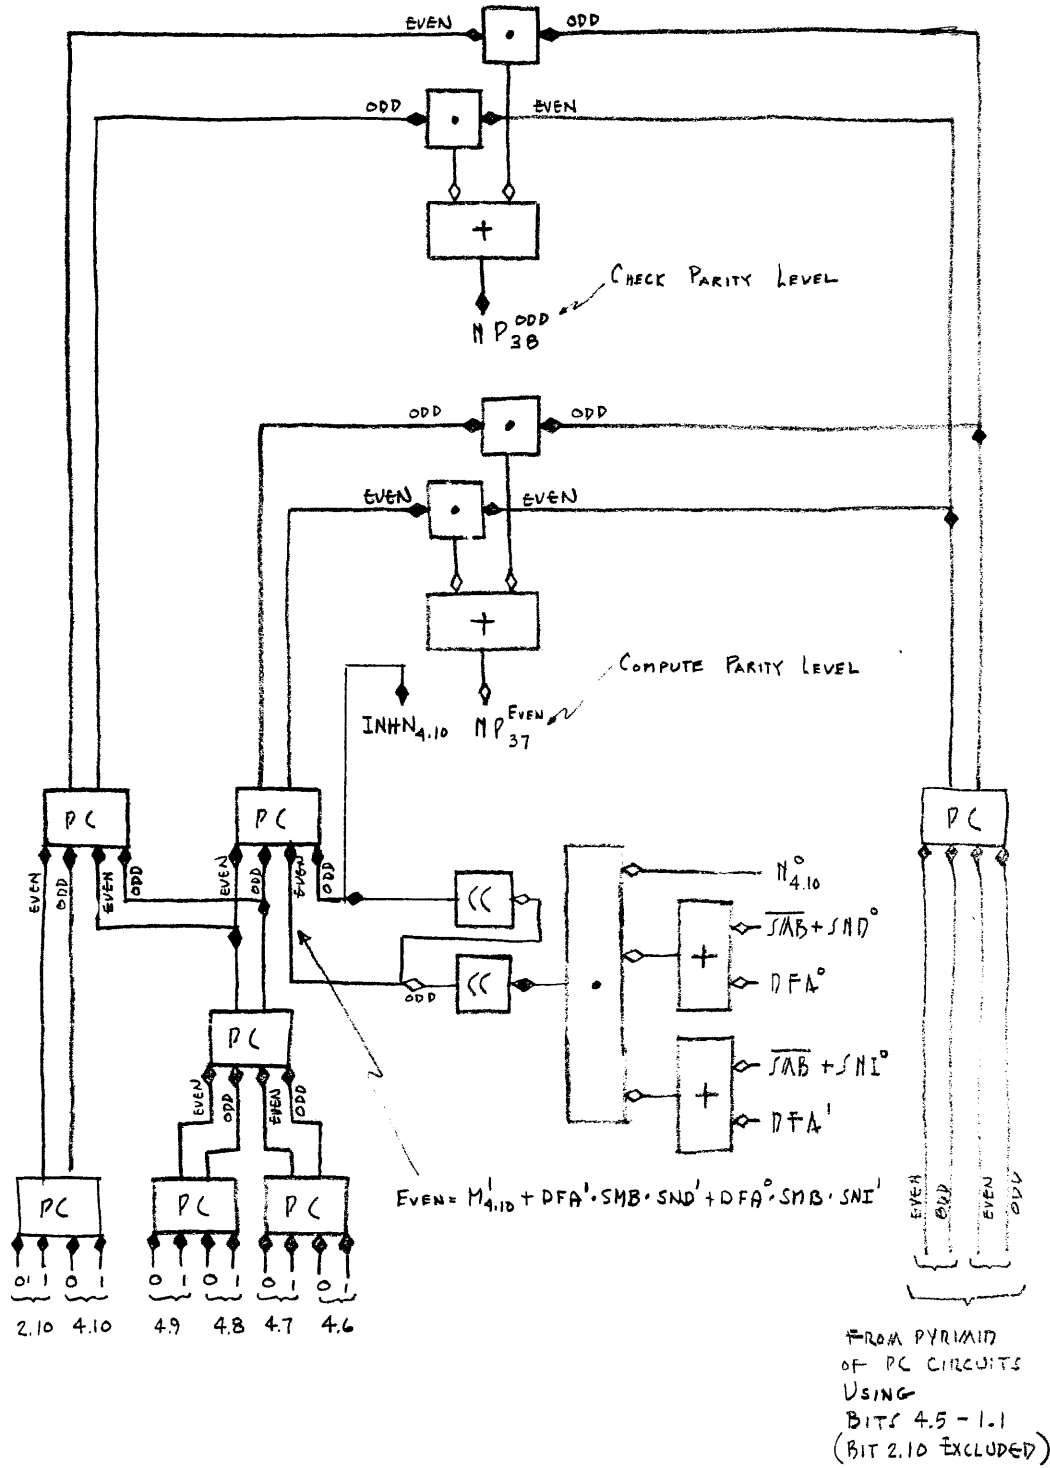 EVEN
ODD
•
ODD
EVEN
•
+
CHECK PARITY LEVEL
MP ODD 38
ODD
ODD
•
EVEN
EVEN
•
+
COMPUTE PARITY LEVEL
INHN4.10
MP EVEN 37
PC
PC
PC
EVEN
ODD
EVEN
ODD
EVEN
ODD
EVEN
ODD
CC
M⁰4.10
S̅M̅B̅ + SND⁰
+
DFA⁰
ODD
CC
•
PC
S̅M̅B̅ + SNI⁰
+
DFA¹
EVEN
ODD
EVEN
ODD
EVEN = M¹4.10 + DFA¹·SMB·SND¹ + DFA⁰·SMB·SNI¹
PC
PC
PC
EVEN
ODD
EVEN
ODD
0 1 0 1
0 1 0 1
0 1 0 1
2.10 4.10
4.9 4.8
4.7 4.6
FROM PYRIMID
OF PC CIRCUITS
USING
BITS 4.5 - 1.1
(BIT 2.10 EXCLUDED)